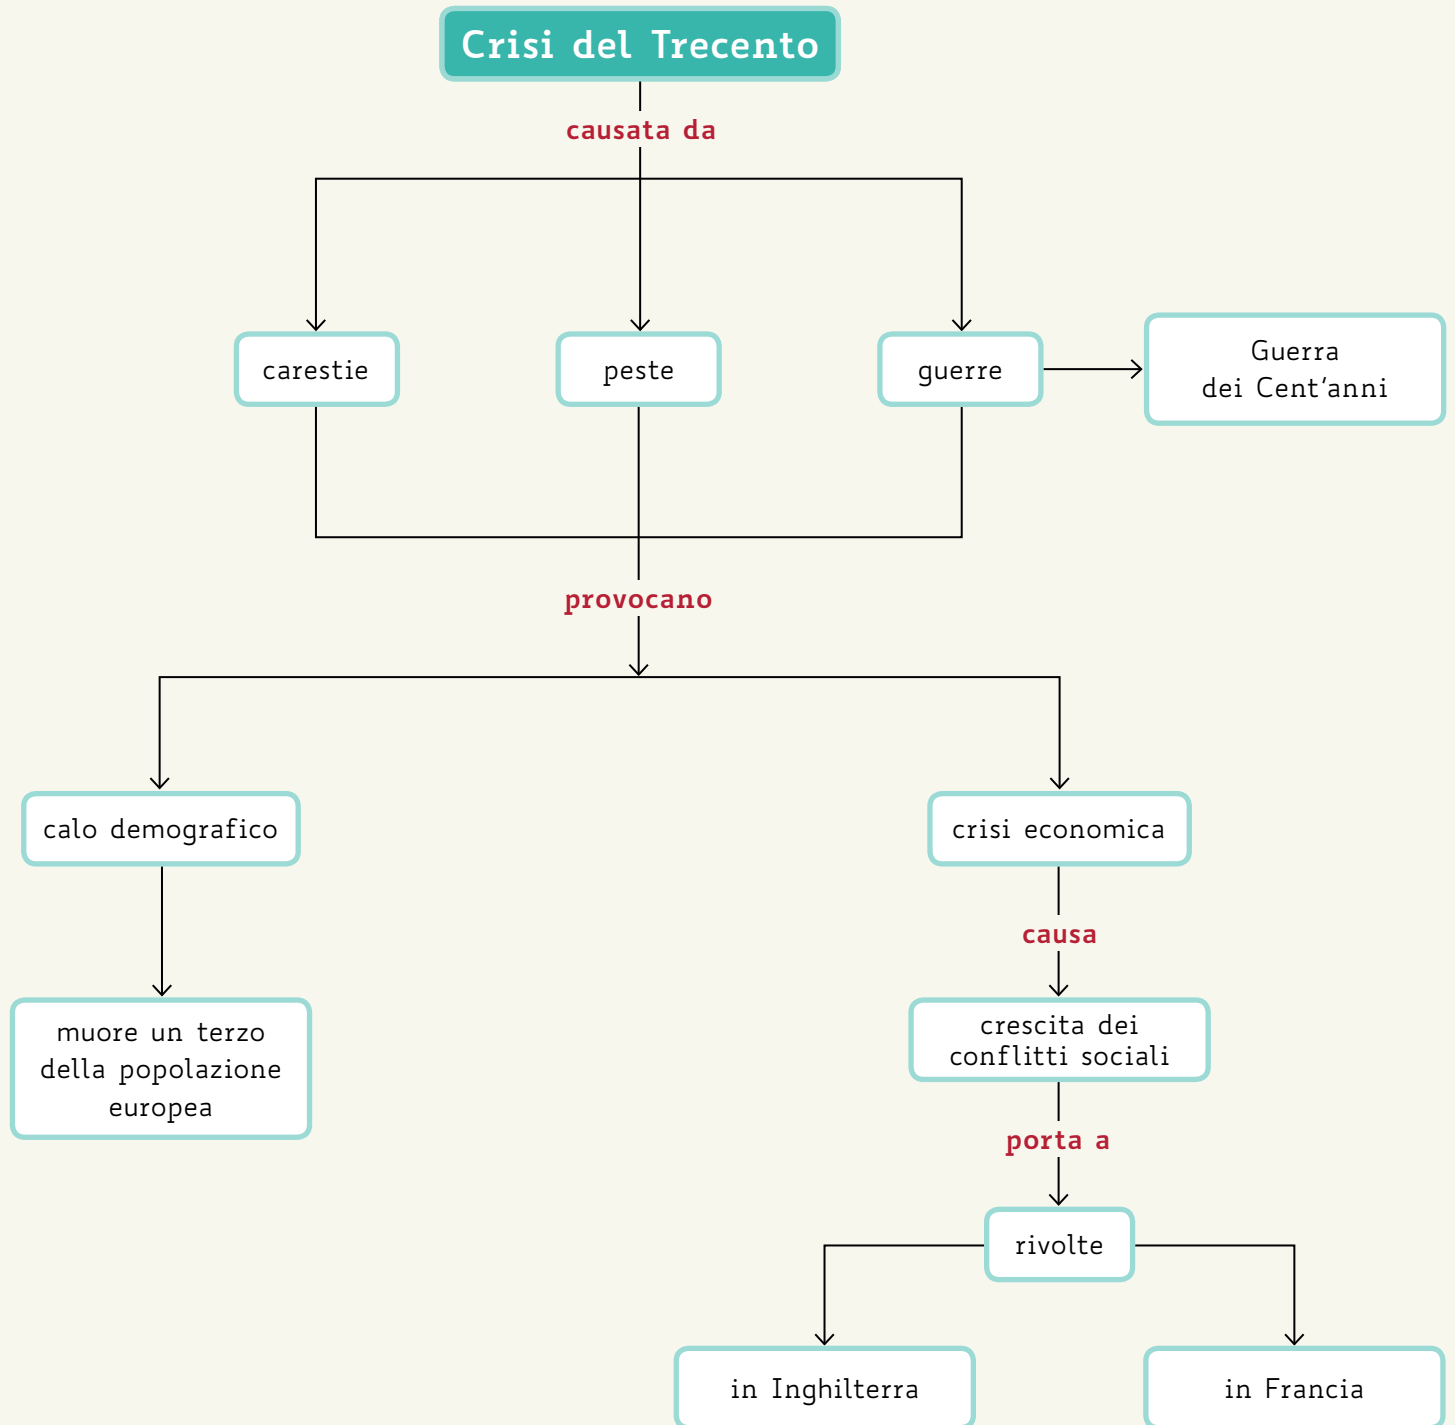 Crisi del Trecento
causata da
carestie
peste
guerre
Guerra
dei Cent'anni
provocano
calo demografico
crisi economica
causa
muore un terzo
della popolazione
europea
crescita dei
conflitti sociali
porta a
rivolte
in Inghilterra
in Francia